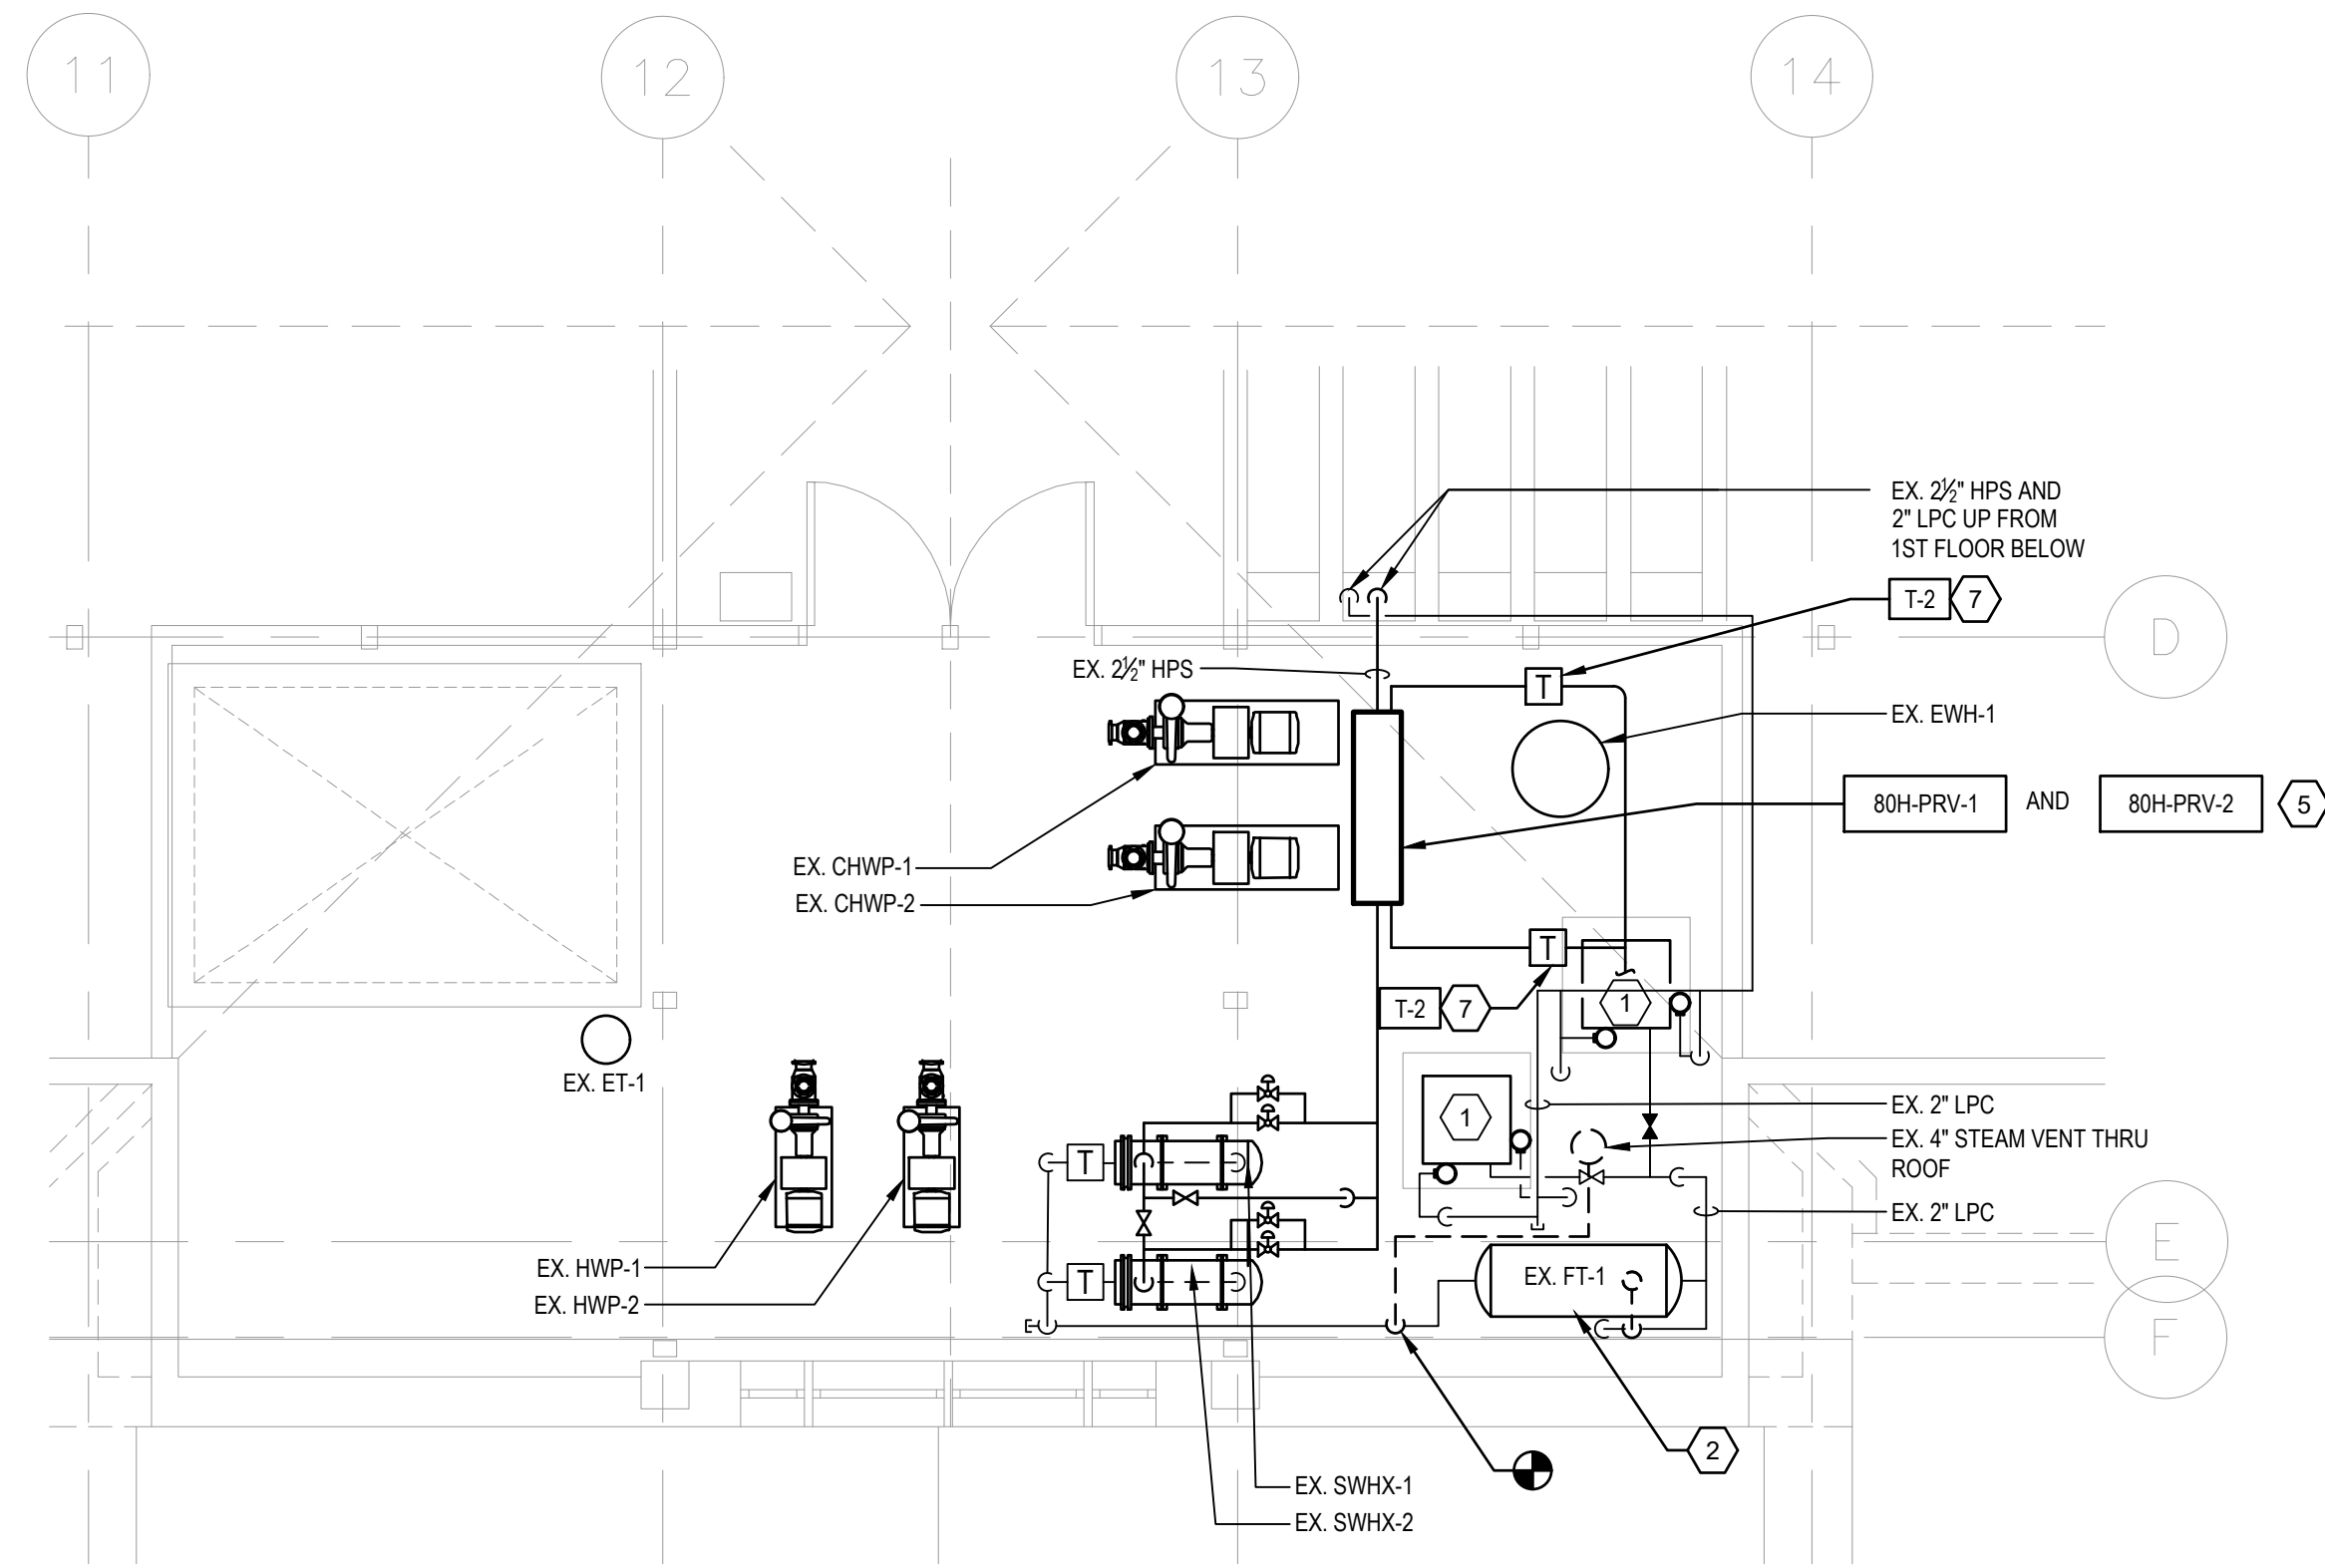 11
12
13
14
EX. 2½" HPS AND
2" LPC UP FROM
1ST FLOOR BELOW
T-2 7
D
EX. 2½" HPS
T
EX. EWH-1
80H-PRV-1 AND 80H-PRV-2 5
EX. CHWP-1
EX. CHWP-2
T
T-2 7
1
EX. ET-1
1
EX. 2" LPC
EX. 4" STEAM VENT THRU
ROOF
T
EX. 2" LPC
E
EX. HWP-1
EX. HWP-2
T
EX. FT-1
F
2
EX. SWHX-1
EX. SWHX-2